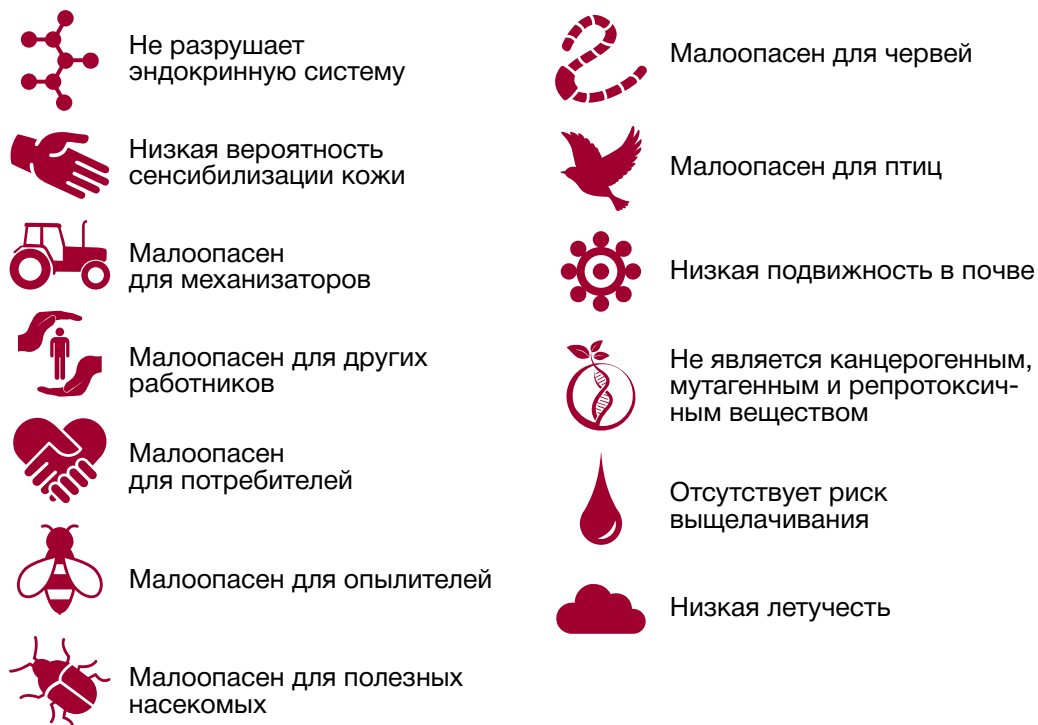 Не разрушает
эндокринную систему
Низкая вероятность
сенсибилизации кожи
Малоопасен
для механизаторов
Малоопасен для других
работников
Малоопасен
для потребителей
Малоопасен для опылителей
Малоопасен для полезных
насекомых
Малоопасен для червей
Малоопасен для птиц
Низкая подвижность в почве
Не является канцерогенным,
мутагенным и репротоксич-
ным веществом
Отсутствует риск
выщелачивания
Низкая летучесть